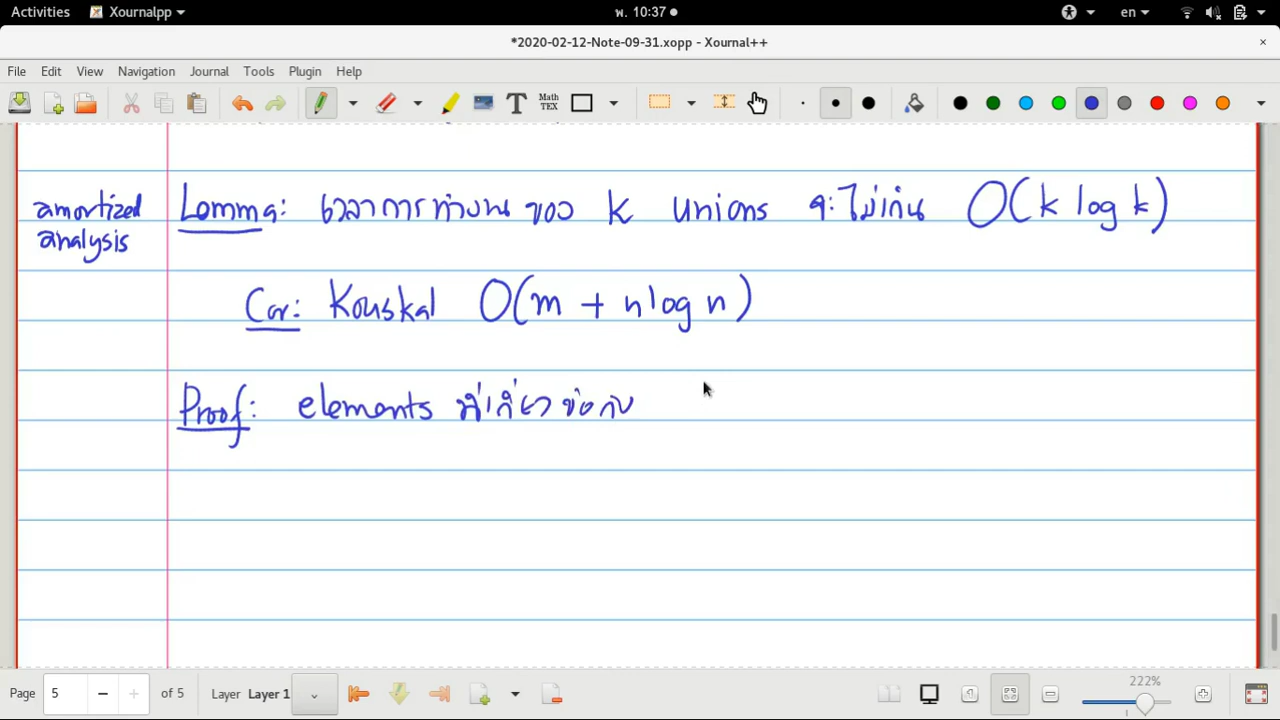 Activities Xournalpp พ. 10:37 en
*2020-02-12-Note-09-31.xopp - Xournal++
File Edit View Navigation Journal Tools Plugin Help
Math TEX
amortized analysis
Lemma: เวลาการทำงาน ของ k unions จะไม่เกิน O(k log k)
Cor: Kruskal O(m + n log n)
Proof: elements ที่เกี่ยวข้องกับ
Page 5 of 5 Layer Layer 1 222%